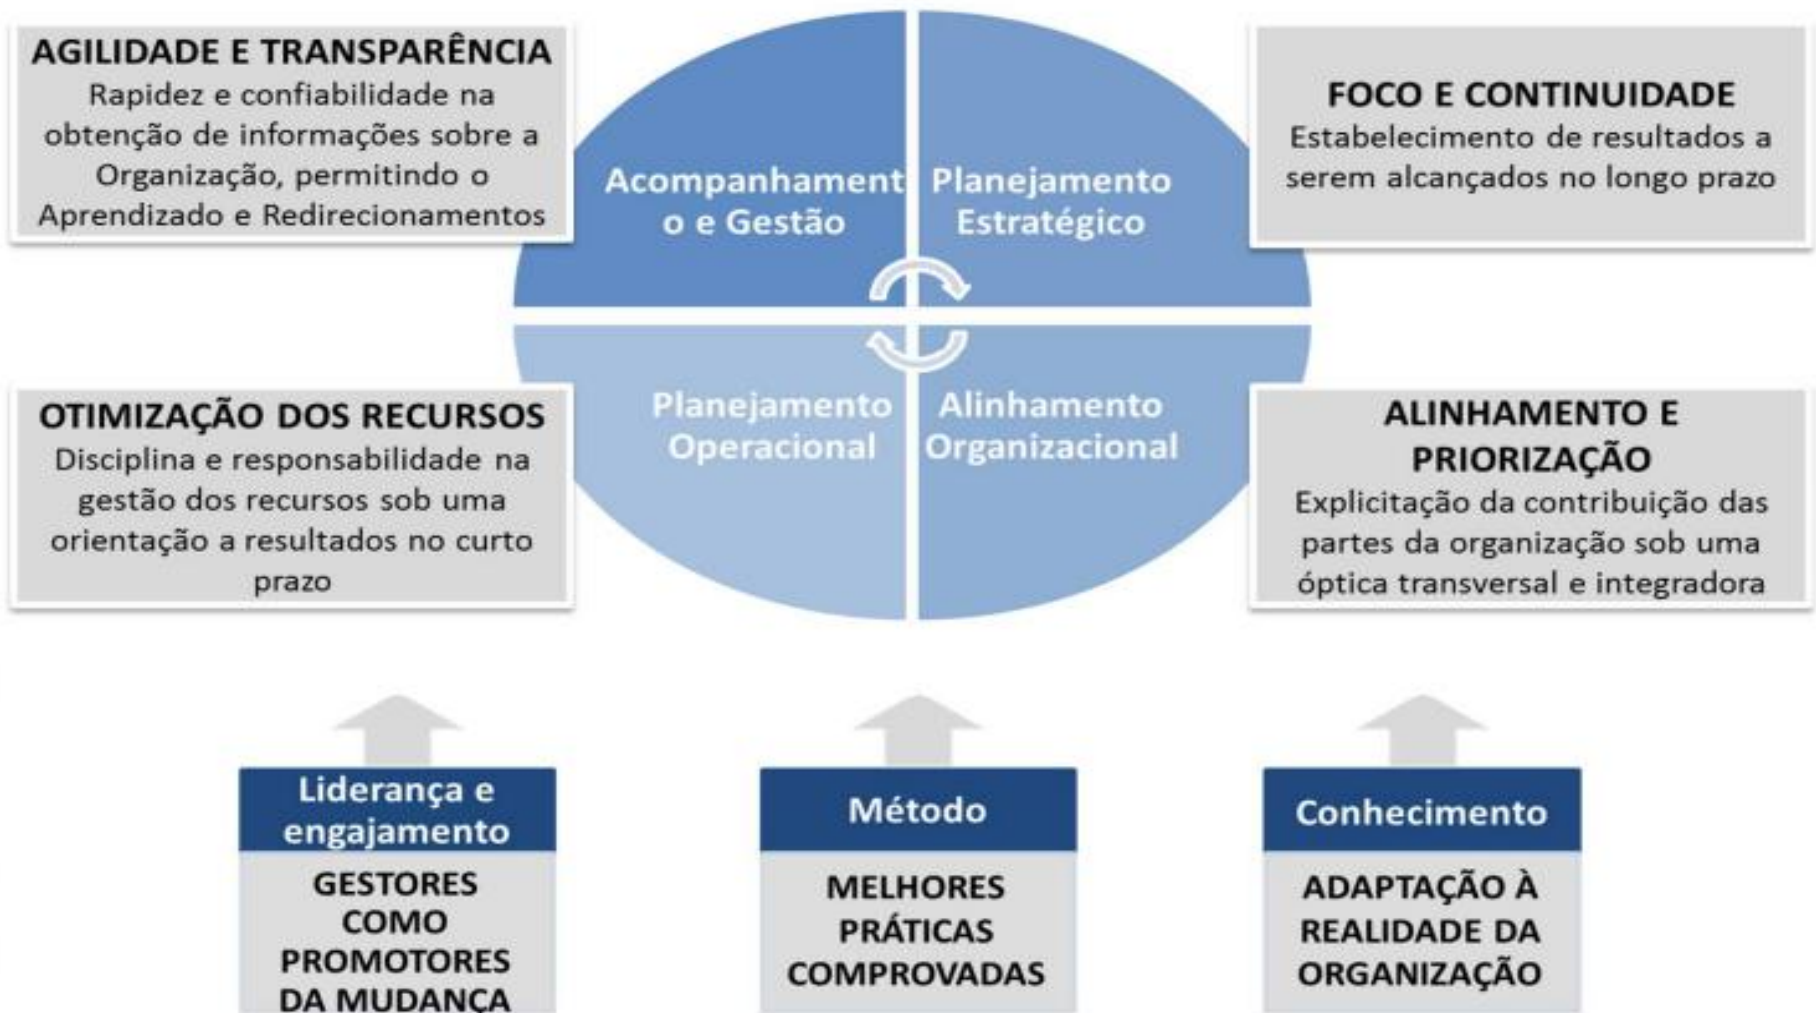 AGILIDADE E TRANSPARÊNCIA
Rapidez e confiabilidade na
obtenção de informações sobre a
Organização, permitindo o
Aprendizado e Redirecionamentos
Acompanhament
o e Gestão
Planejamento
Estratégico
FOCO E CONTINUIDADE
Estabelecimento de resultados a
serem alcançados no longo prazo
OTIMIZAÇÃO DOS RECURSOS
Disciplina e responsabilidade na
gestão dos recursos sob uma
orientação a resultados no curto
prazo
Planejamento
Operacional
Alinhamento
Organizacional
ALINHAMENTO E
PRIORIZAÇÃO
Explicitação da contribuição das
partes da organização sob uma
óptica transversal e integradora
Liderança e
engajamento
GESTORES
COMO
PROMOTORES
DA MUDANÇA
Método
MELHORES
PRÁTICAS
COMPROVADAS
Conhecimento
ADAPTAÇÃO À
REALIDADE DA
ORGANIZAÇÃO